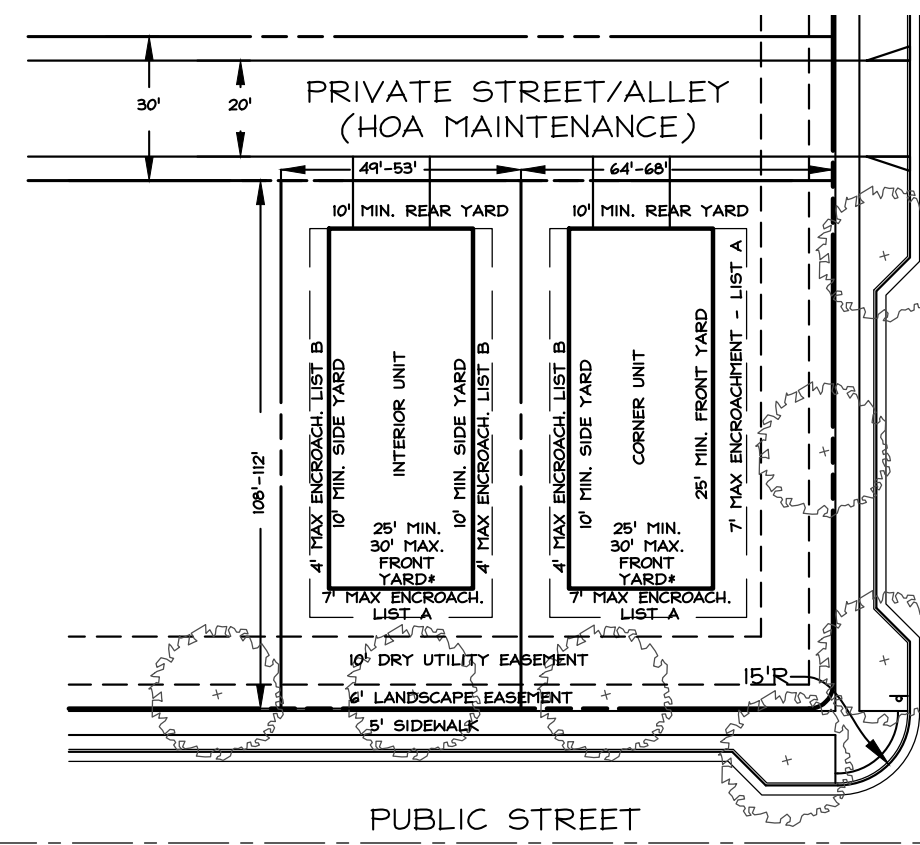 30'
20'
PRIVATE STREET/ALLEY
(HOA MAINTENANCE)
49'-53'
64'-68'
10' MIN. REAR YARD
10' MIN. REAR YARD
108'-112'
4' MAX ENCROACH. LIST B
10' MIN. SIDE YARD
INTERIOR UNIT
10' MIN. SIDE YARD
4' MAX ENCROACH. LIST B
25' MIN.
30' MAX.
FRONT
YARD*
7' MAX ENCROACH.
LIST A
4' MAX ENCROACH. LIST B
10' MIN. SIDE YARD
CORNER UNIT
25' MIN. FRONT YARD
7' MAX ENCROACHMENT - LIST A
25' MIN.
30' MAX.
FRONT
YARD*
7' MAX ENCROACH.
LIST A
10' DRY UTILITY EASEMENT
15'R
6' LANDSCAPE EASEMENT
5' SIDEWALK
PUBLIC STREET